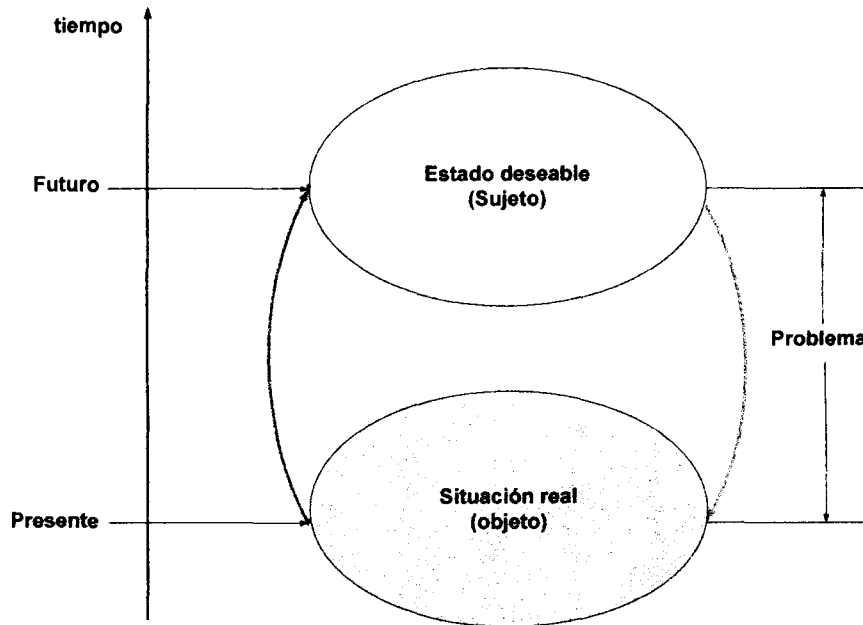 tiempo
Futuro
Estado deseable
(Sujeto)
Problema
Situación real
(objeto)
Presente